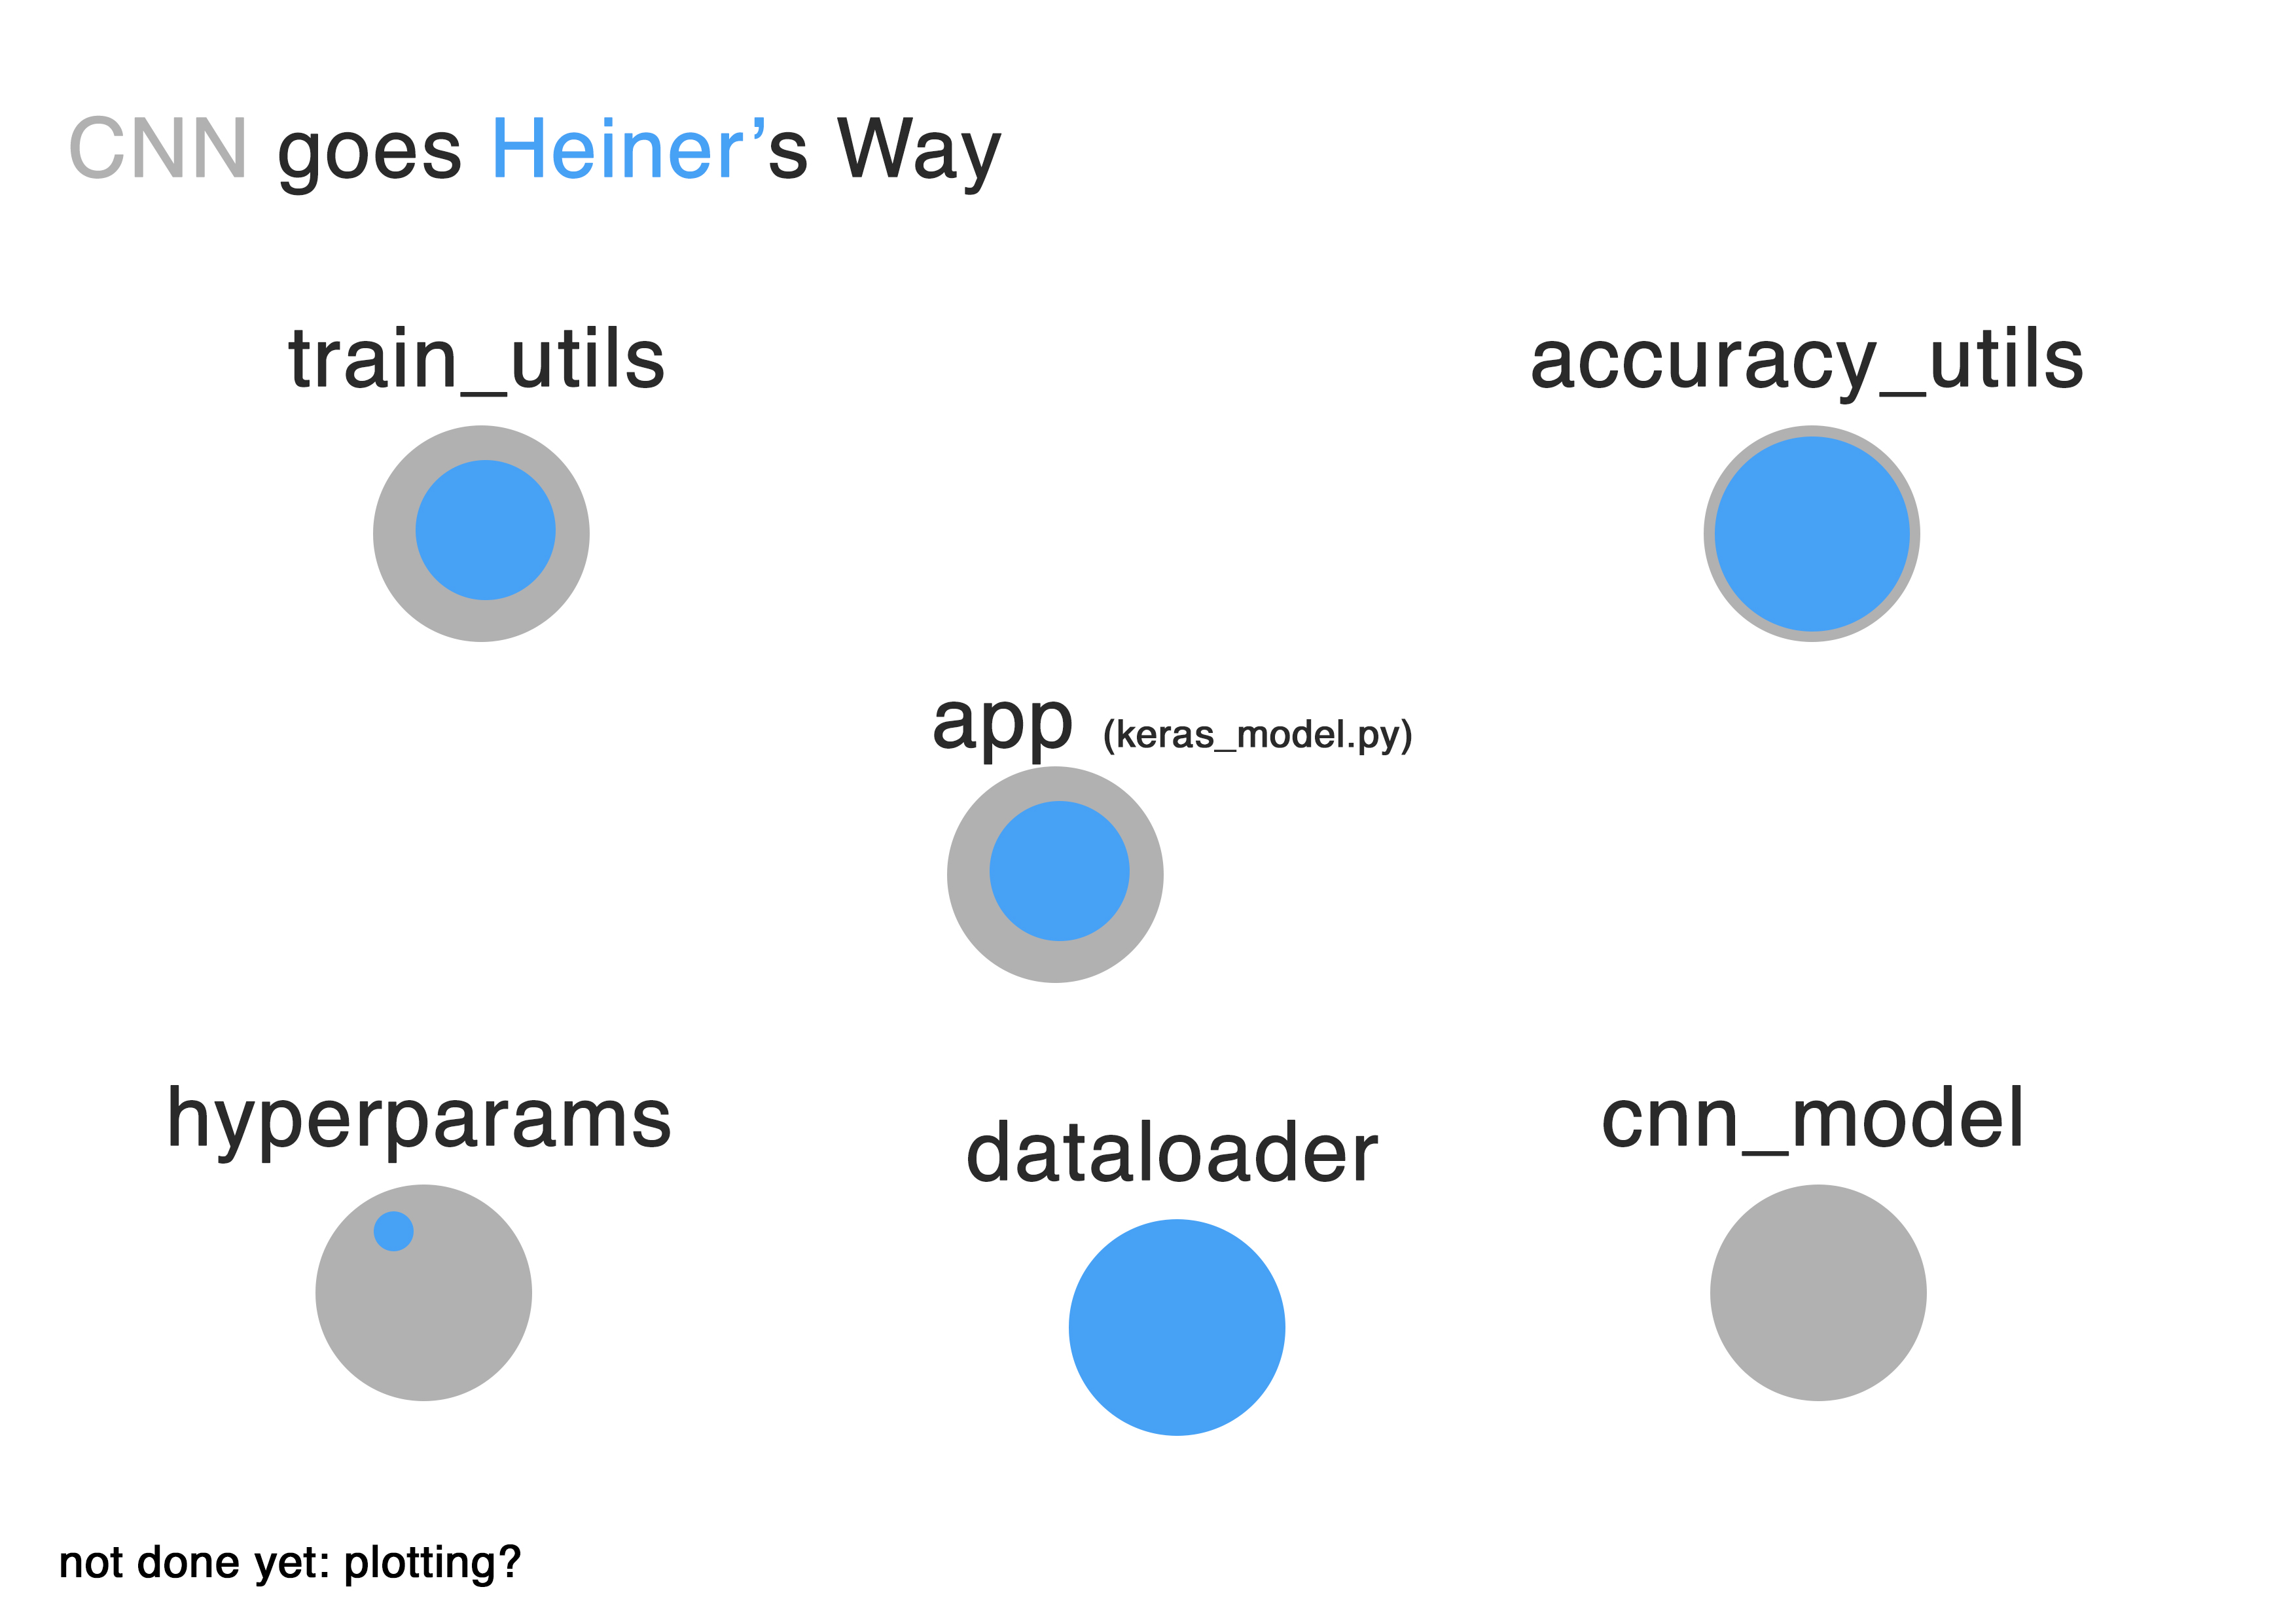 CNN goes Heiner’s Way
train_utils
accuracy_utils
app (keras_model.py)
hyperparams
dataloader
cnn_model
not done yet: plotting?